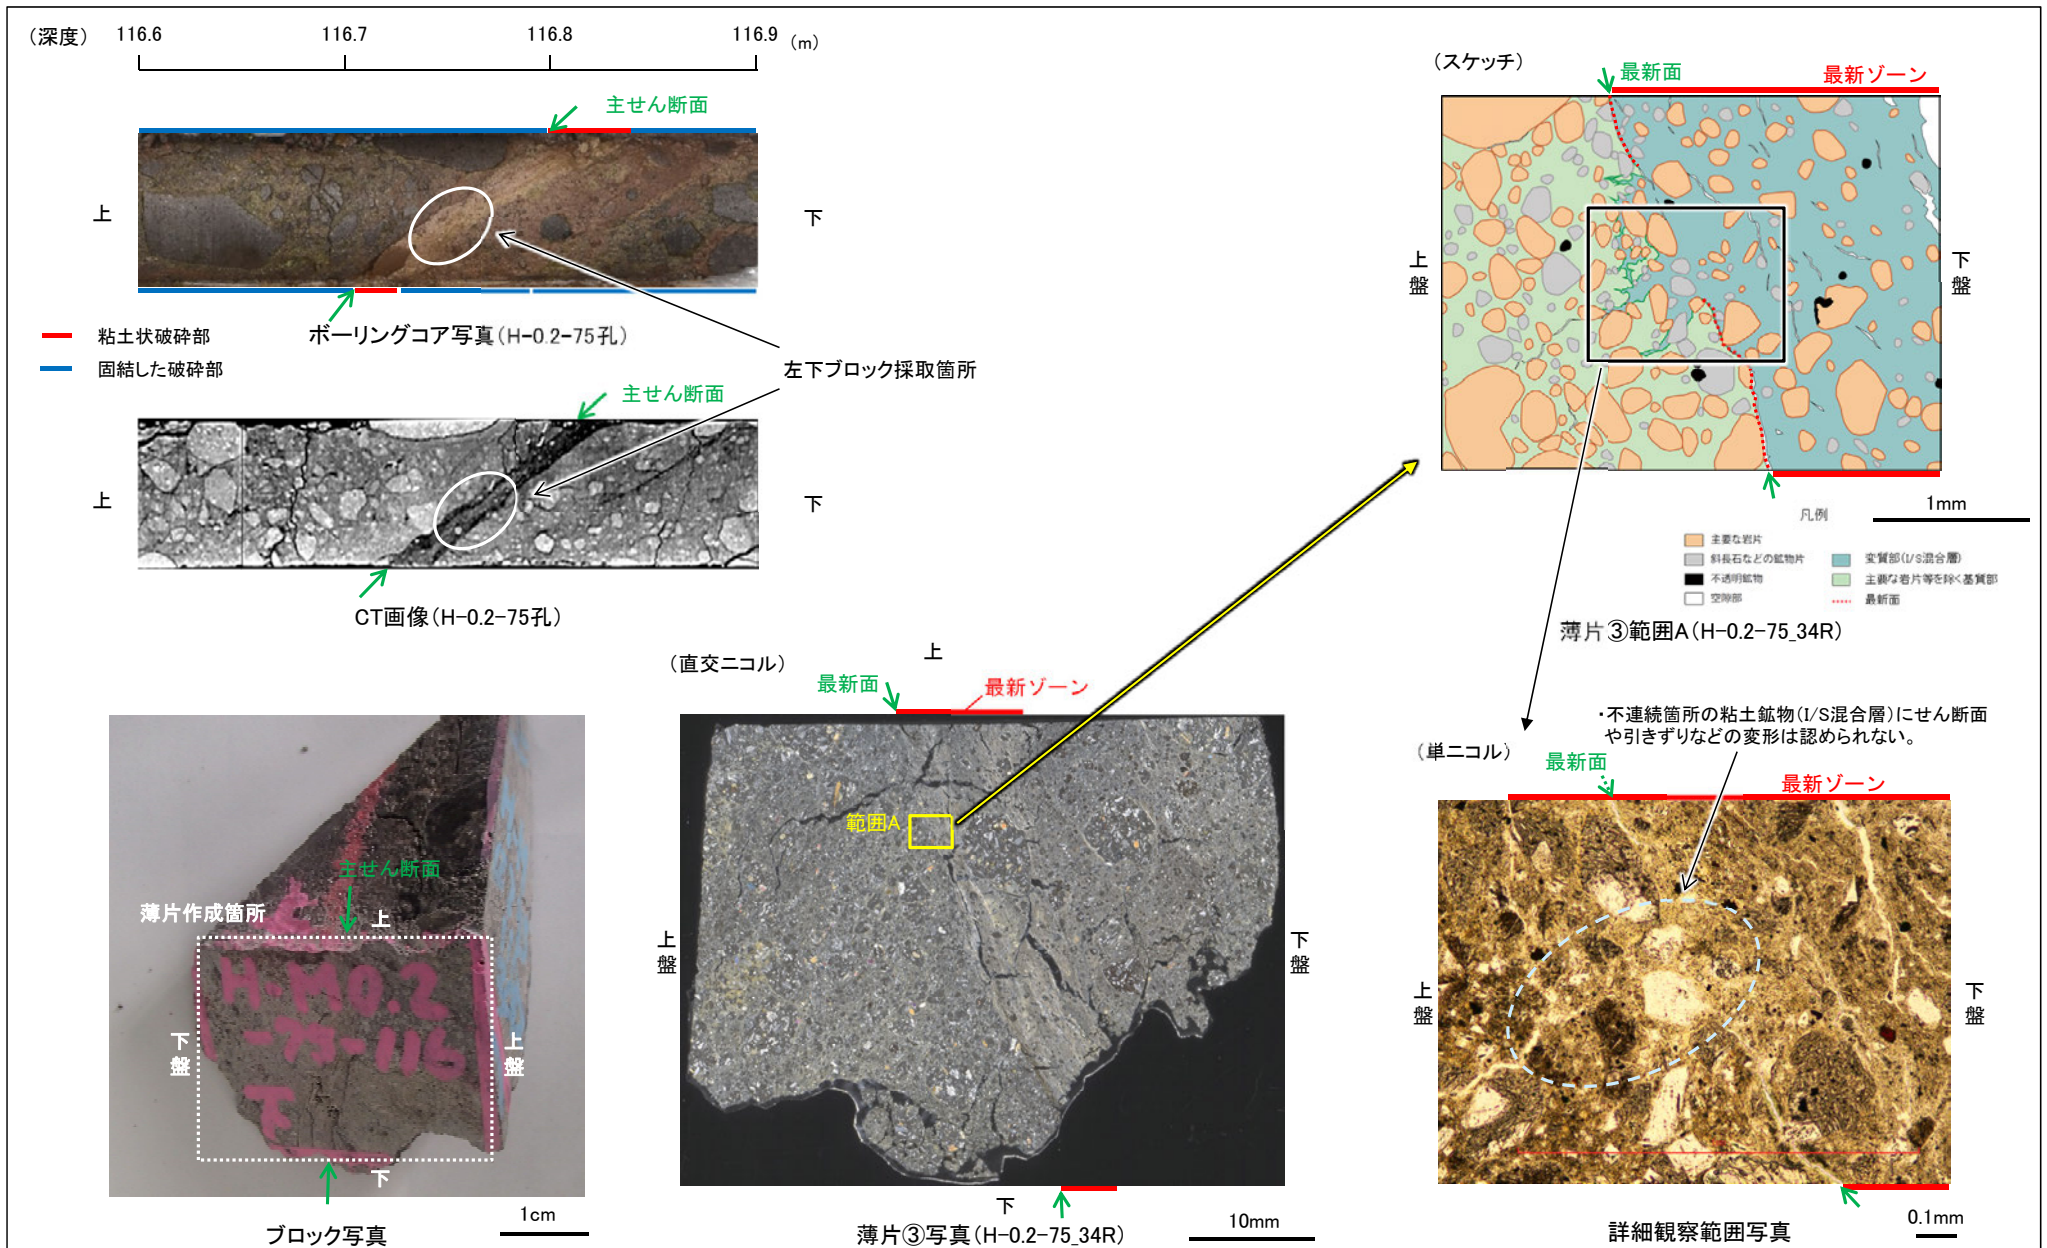 （深度） 116.6 116.7 116.8 116.9 （m）
主せん断面
上
下
粘土状破砕部
固結した破砕部
ボーリングコア写真（H-0.2-75孔）
左下ブロック採取箇所
主せん断面
上
下
CT画像（H-0.2-75孔）
（スケッチ）
最新面
最新ゾーン
上盤
下盤
1mm
凡例
主要な岩片
斜長石などの鉱物片
不透明鉱物
空隙部
変質部(I/S混合層)
主要な岩片等を除く基質部
最新面
薄片③範囲A（H-0.2-75_34R）
主せん断面
薄片作成箇所
上
H-M0.2
-75-116
下
下盤
上盤
下
ブロック写真
1cm
（直交ニコル）
上
最新面
最新ゾーン
範囲A
上盤
下盤
下
薄片③写真（H-0.2-75_34R）
10mm
・不連続箇所の粘土鉱物(I/S混合層)にせん断面
や引きずりなどの変形は認められない。
（単ニコル）
最新面
最新ゾーン
上盤
下盤
詳細観察範囲写真
0.1mm